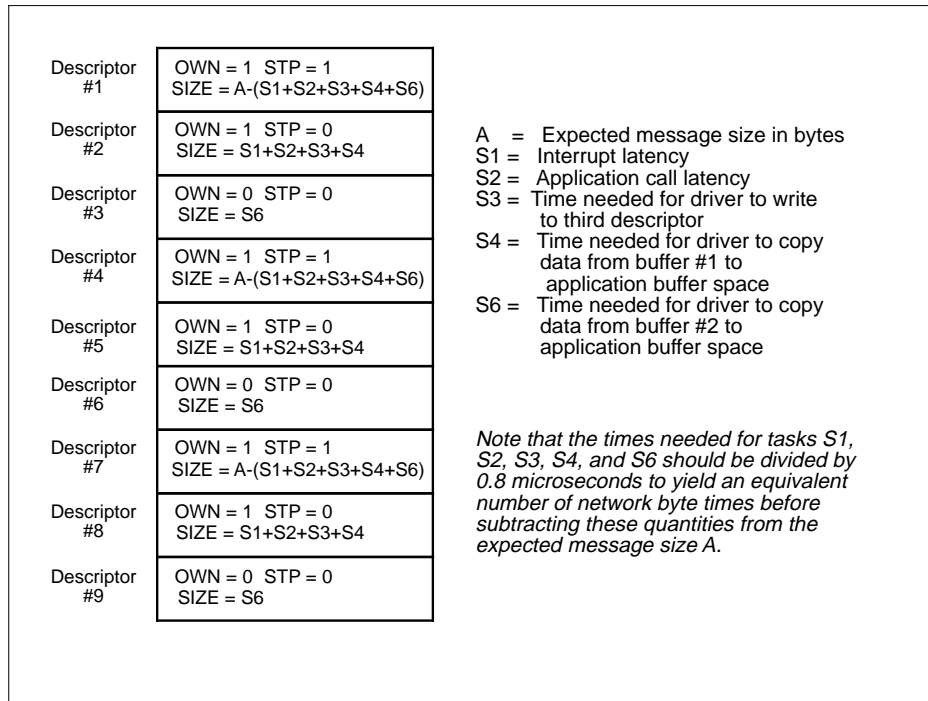 Descriptor
#1
OWN = 1 STP = 1
SIZE = A-(S1+S2+S3+S4+S6)
Descriptor
#2
OWN = 1 STP = 0
SIZE = S1+S2+S3+S4
Descriptor
#3
OWN = 0 STP = 0
SIZE = S6
Descriptor
#4
OWN = 1 STP = 1
SIZE = A-(S1+S2+S3+S4+S6)
Descriptor
#5
OWN = 1 STP = 0
SIZE = S1+S2+S3+S4
Descriptor
#6
OWN = 0 STP = 0
SIZE = S6
Descriptor
#7
OWN = 1 STP = 1
SIZE = A-(S1+S2+S3+S4+S6)
Descriptor
#8
OWN = 1 STP = 0
SIZE = S1+S2+S3+S4
Descriptor
#9
OWN = 0 STP = 0
SIZE = S6
A = Expected message size in bytes
S1 = Interrupt latency
S2 = Application call latency
S3 = Time needed for driver to write
to third descriptor
S4 = Time needed for driver to copy
data from buffer #1 to
application buffer space
S6 = Time needed for driver to copy
data from buffer #2 to
application buffer space
Note that the times needed for tasks S1,
S2, S3, S4, and S6 should be divided by
0.8 microseconds to yield an equivalent
number of network byte times before
subtracting these quantities from the
expected message size A.